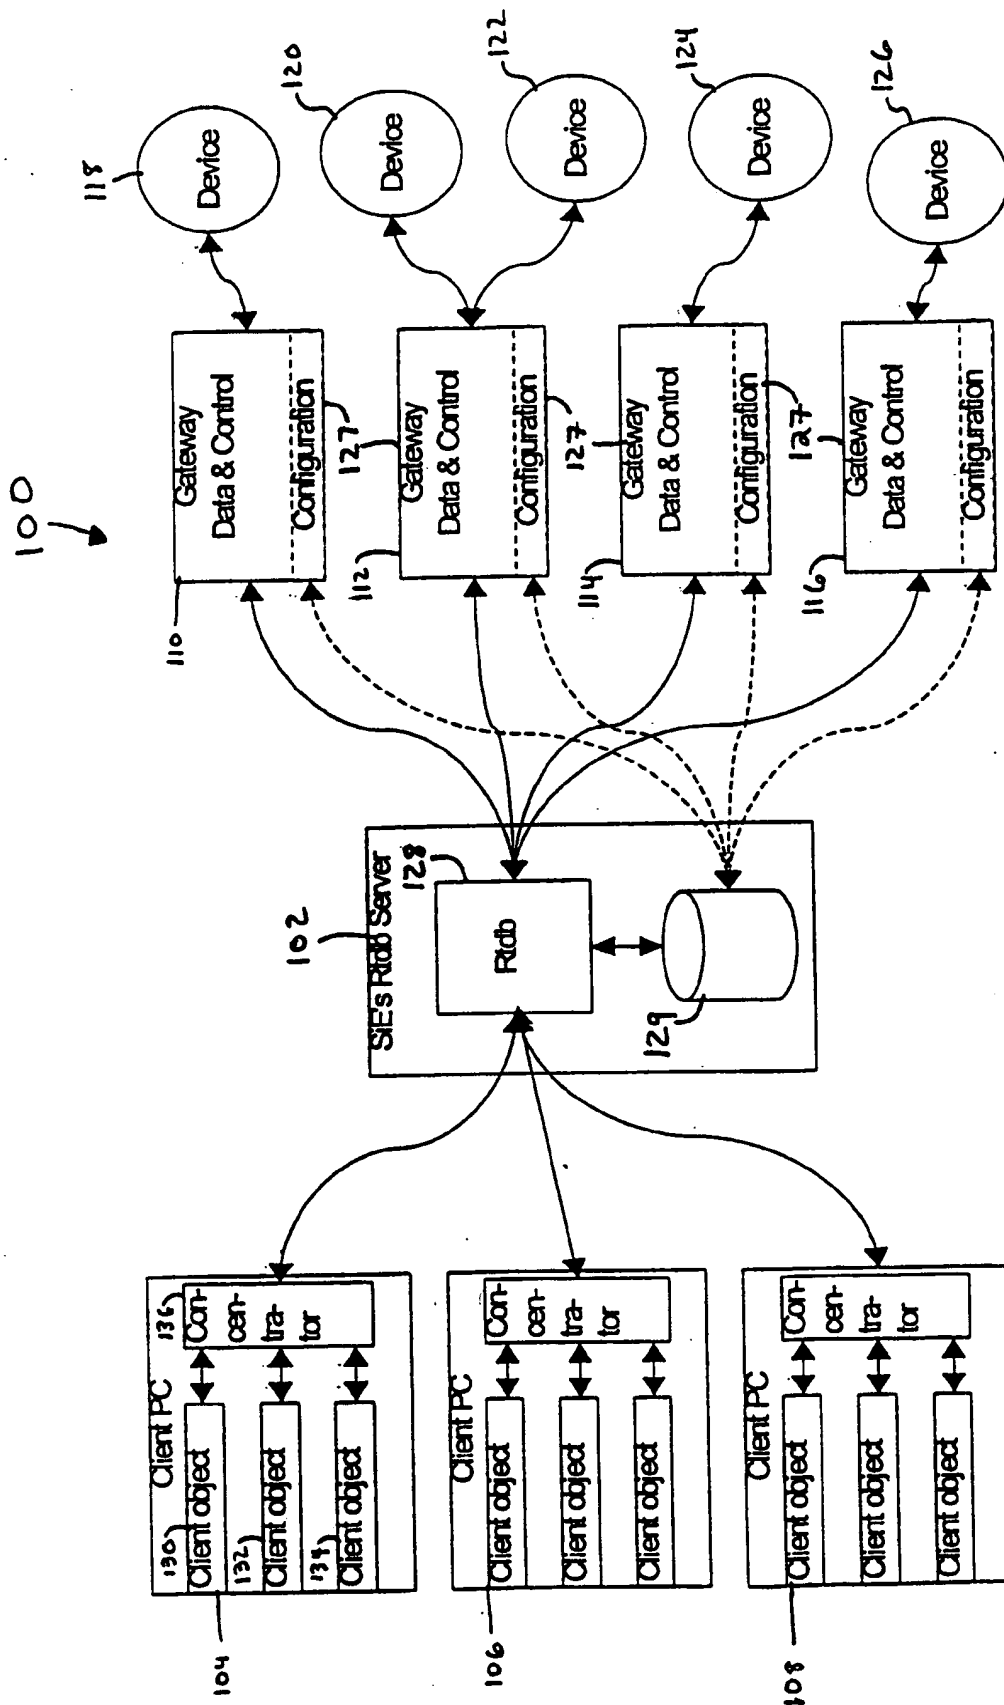 100
104
Client PC
130
Client object
132
Client object
134
Client object
136
Con-
cen-
tra-
tor
106
Client PC
Client object
Client object
Client object
Con-
cen-
tra-
tor
108
Client PC
Client object
Client object
Client object
Con-
cen-
tra-
tor
102
SiE's Rtdb Server
128
Rtdb
129
110
Gateway
Data & Control
Configuration
127
112
Gateway
Data & Control
Configuration
127
114
Gateway
Data & Control
Configuration
127
116
Gateway
Data & Control
Configuration
127
118
Device
120
Device
122
Device
124
Device
126
Device